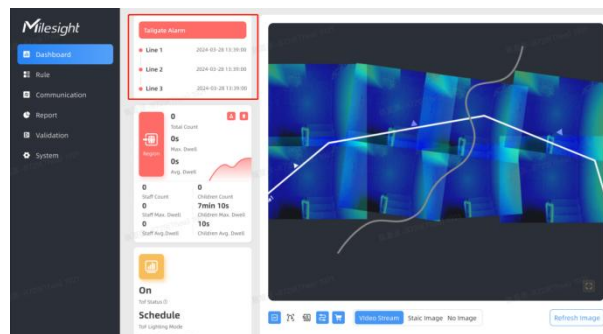 Milesight
Dashboard
Rule
Communication
Report
Validation
System
Tailgate Alarm
Line 1 2024-03-28 13:39:00
Line 2 2024-03-28 13:39:00
Line 3 2024-03-28 13:39:00
Region
0
Total Count
0s
Max. Dwell
0s
Avg. Dwell
0 0
Staff Count Children Count
0 7min 10s
Staff Max. Dwell Children Max. Dwell
0 10s
Staff Avg.Dwell Children Avg. Dwell
On
ToF Status
Schedule
ToF Lighting Mode
Video Stream Staic Image No Image
Refresh Image